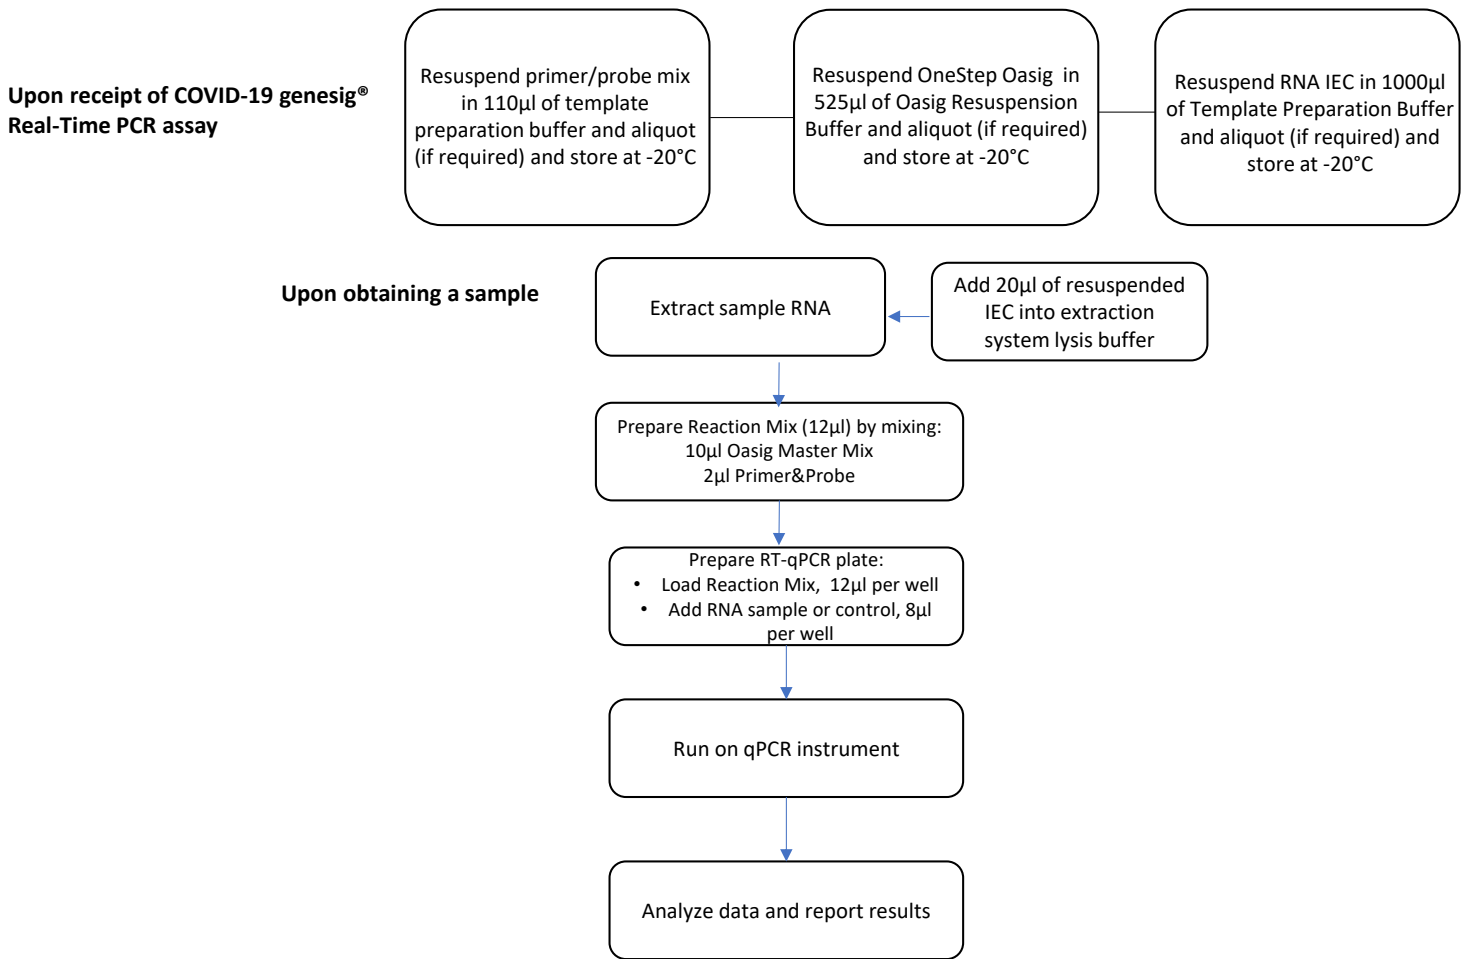 Upon receipt of COVID-19 genesig®
Real-Time PCR assay
Resuspend primer/probe mix
in 110µl of template
preparation buffer and aliquot
(if required) and store at -20°C
Resuspend OneStep Oasig in
525µl of Oasig Resuspension
Buffer and aliquot (if required)
and store at -20°C
Resuspend RNA IEC in 1000µl
of Template Preparation Buffer
and aliquot (if required) and
store at -20°C
Upon obtaining a sample
Extract sample RNA
Add 20µl of resuspended
IEC into extraction
system lysis buffer
Prepare Reaction Mix (12µl) by mixing:
10µl Oasig Master Mix
2µl Primer&Probe
Prepare RT-qPCR plate:
• Load Reaction Mix, 12µl per well
• Add RNA sample or control, 8µl
per well
Run on qPCR instrument
Analyze data and report results